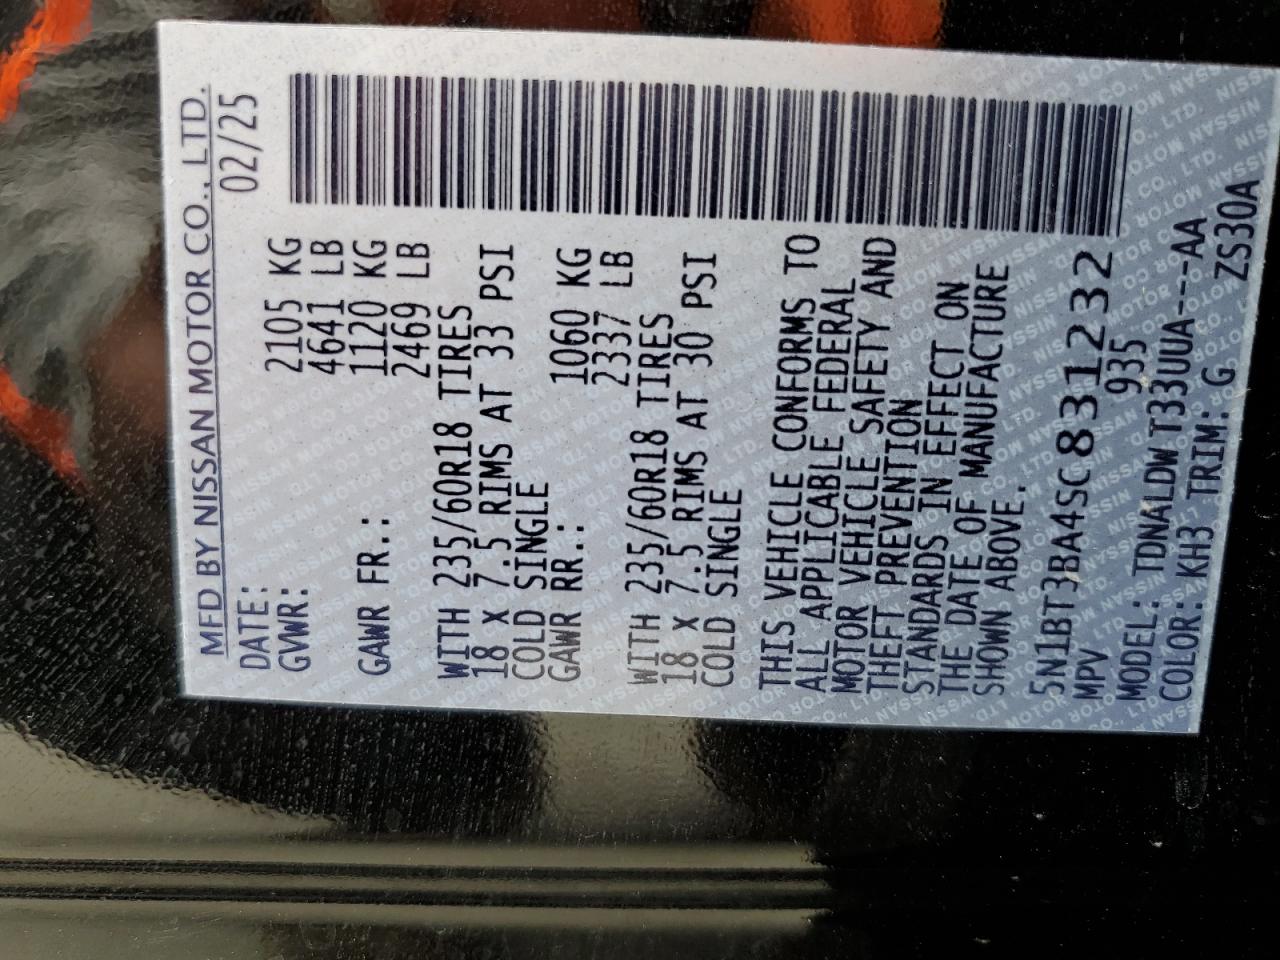 MFD BY NISSAN MOTOR CO., LTD.
DATE: 02/25
GVWR: 2105 KG
4641 LB
GAWR FR.: 1120 KG
2469 LB
WITH 235/60R18 TIRES
18 X 7.5 RIMS AT 33 PSI
COLD SINGLE
GAWR RR.: 1060 KG
2337 LB
WITH 235/60R18 TIRES
18 X 7.5 RIMS AT 30 PSI
COLD SINGLE
THIS VEHICLE CONFORMS TO
ALL APPLICABLE FEDERAL
MOTOR VEHICLE SAFETY AND
THEFT PREVENTION
STANDARDS IN EFFECT ON
THE DATE OF MANUFACTURE
SHOWN ABOVE.
5N1BT3BA4SC831232
MPV 935
MODEL: TDNALDWT33UUA---AA
COLOR: KH3 TRIM: G ZS30A